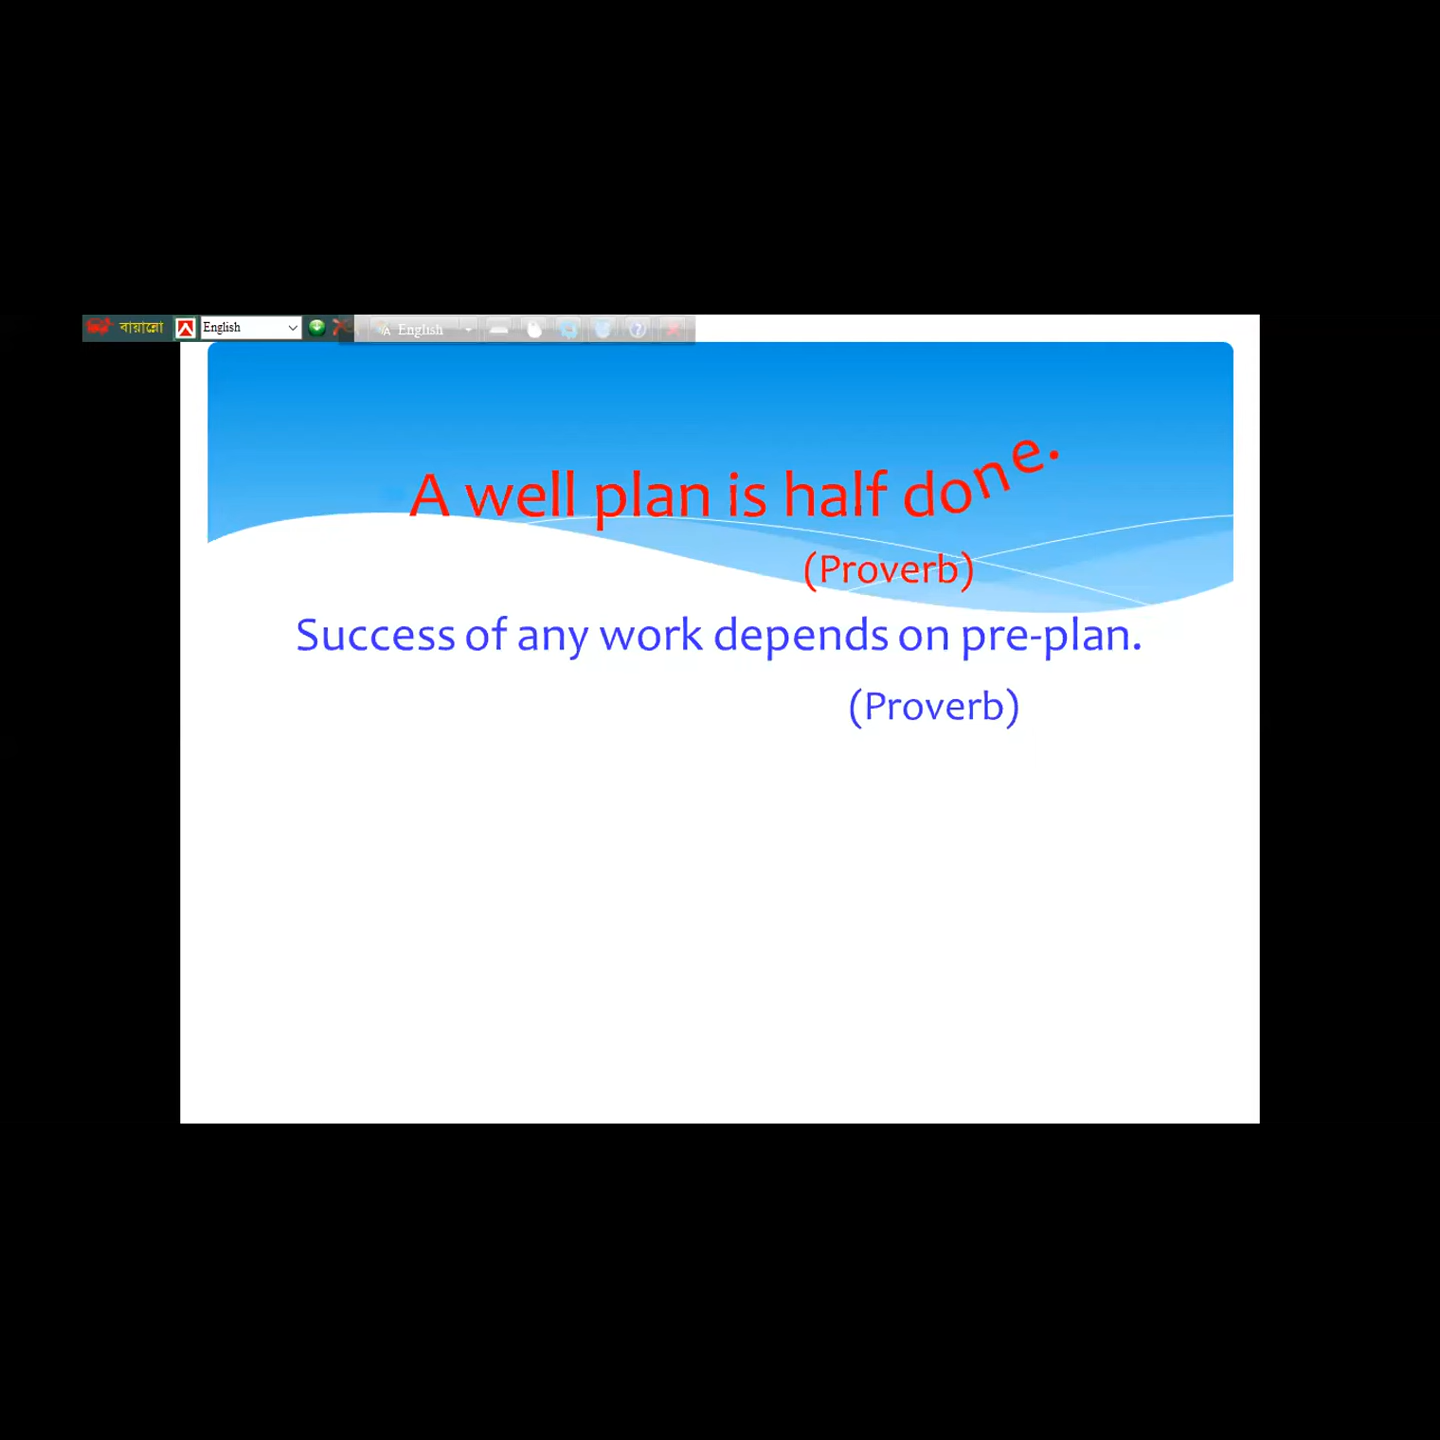 বায়ান্নো English English
A well plan is half done.
(Proverb)
Success of any work depends on pre-plan.
(Proverb)